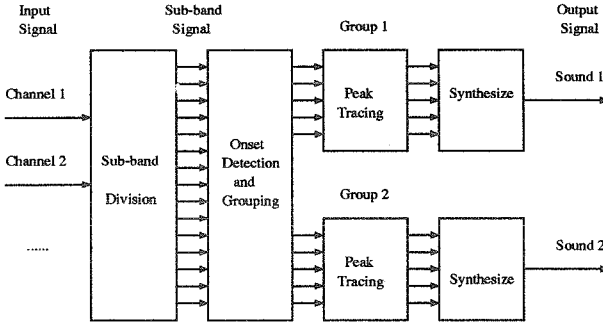 Input
Signal
Sub-band
Signal
Group 1
Output
Signal
Channel 1
Channel 2
......
Sub-band
Division
Onset
Detection
and
Grouping
Peak
Tracing
Synthesize
Sound 1
Group 2
Peak
Tracing
Synthesize
Sound 2